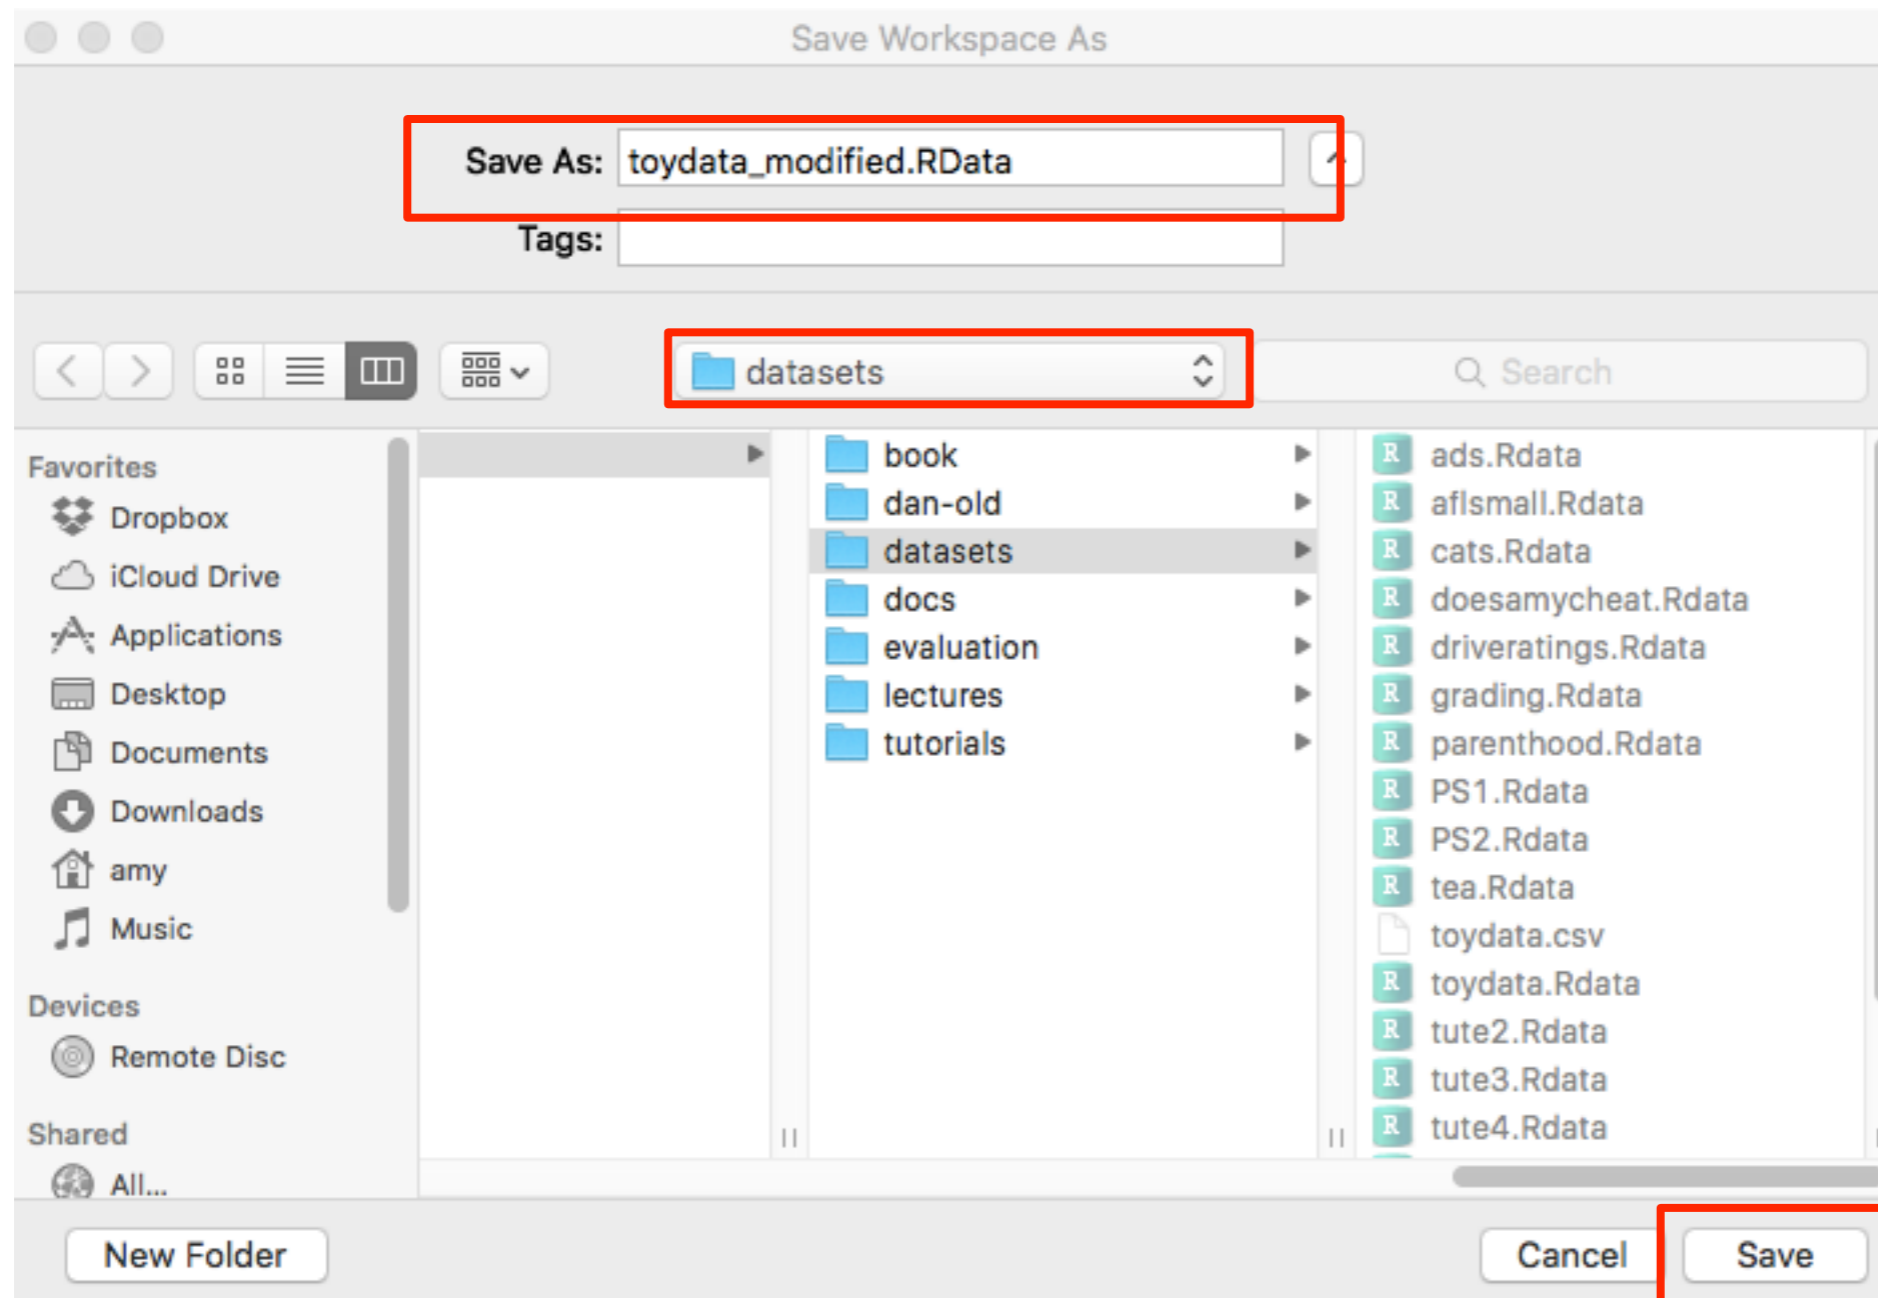 Save Workspace As
Save As: toydata_modified.RData
Tags:
datasets
Search
Favorites
Dropbox
iCloud Drive
Applications
Desktop
Documents
Downloads
amy
Music
Devices
Remote Disc
Shared
All...
book
dan-old
datasets
docs
evaluation
lectures
tutorials
ads.Rdata
aflsmall.Rdata
cats.Rdata
doesamycheat.Rdata
driveratings.Rdata
grading.Rdata
parenthood.Rdata
PS1.Rdata
PS2.Rdata
tea.Rdata
toydata.csv
toydata.Rdata
tute2.Rdata
tute3.Rdata
tute4.Rdata
New Folder
Cancel
Save